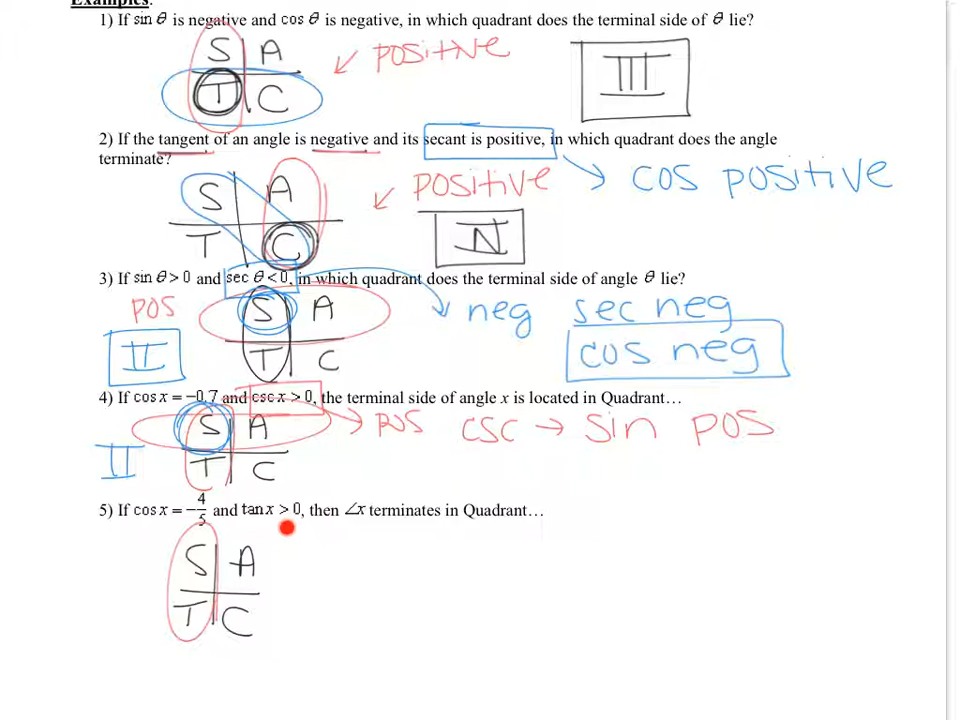 Examples:
1) If sin θ is negative and cos θ is negative, in which quadrant does the terminal side of θ lie?
S A
T C
↙ positive
III
2) If the tangent of an angle is negative and its secant is positive, in which quadrant does the angle
terminate?
S A
T C
↙ positive
↘ cos positive
IV
3) If sin θ > 0 and sec θ < 0, in which quadrant does the terminal side of angle θ lie?
POS
II
S A
T C
neg
sec neg
cos neg
4) If cos x = −0.7 and csc x > 0, the terminal side of angle x is located in Quadrant…
II
S A
T C
→ pos csc → sin pos
5) If cos x = −4/5 and tan x > 0, then ∠x terminates in Quadrant…
S A
T C